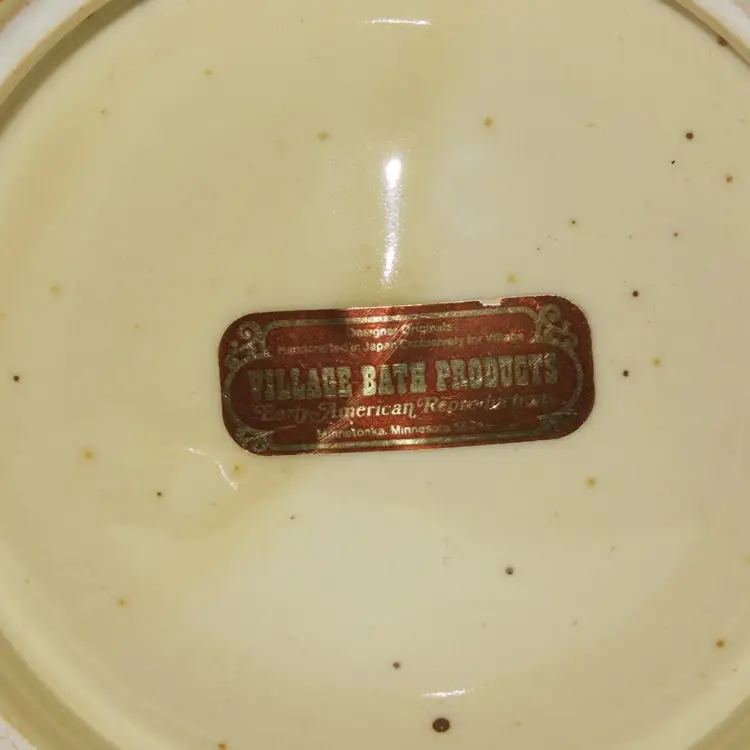 Designer Originals
Handcrafted in Japan Exclusively for Village
VILLAGE BATH PRODUCTS
Early American Reproductions
Minnetonka, Minnesota